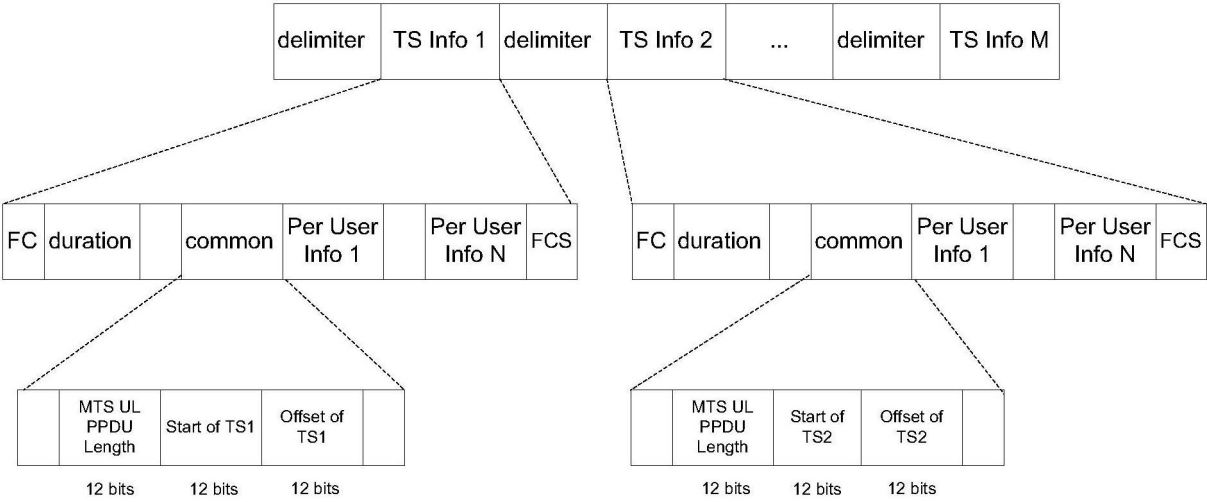 delimiter TS Info 1 delimiter TS Info 2 ... delimiter TS Info M
FC duration common Per User Info 1 Per User Info N FCS
FC duration common Per User Info 1 Per User Info N FCS
MTS UL PPDU Length Start of TS1 Offset of TS1
12 bits 12 bits 12 bits
MTS UL PPDU Length Start of TS2 Offset of TS2
12 bits 12 bits 12 bits